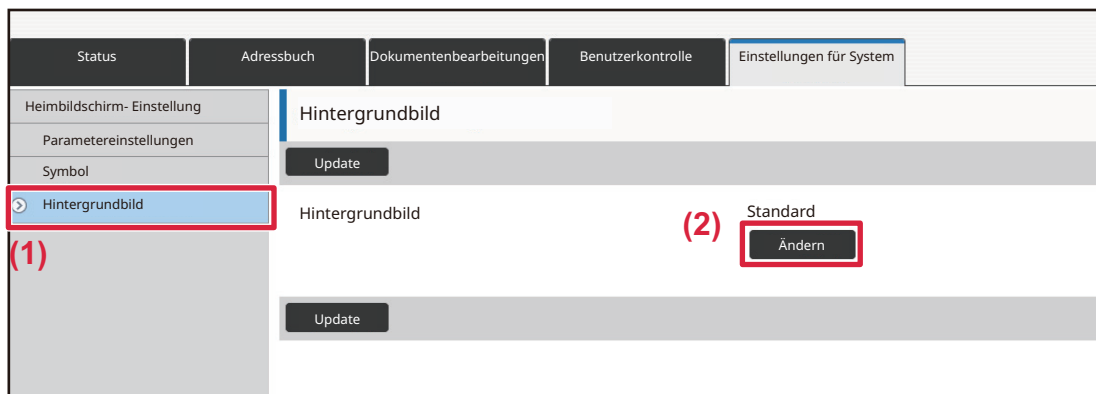 Status Adressbuch Dokumentenbearbeitungen Benutzerkontrolle Einstellungen für System
Heimbildschirm- Einstellung
Parametereinstellungen
Symbol
Hintergrundbild
(1)
Hintergrundbild
Update
Hintergrundbild
Standard
(2)
Ändern
Update